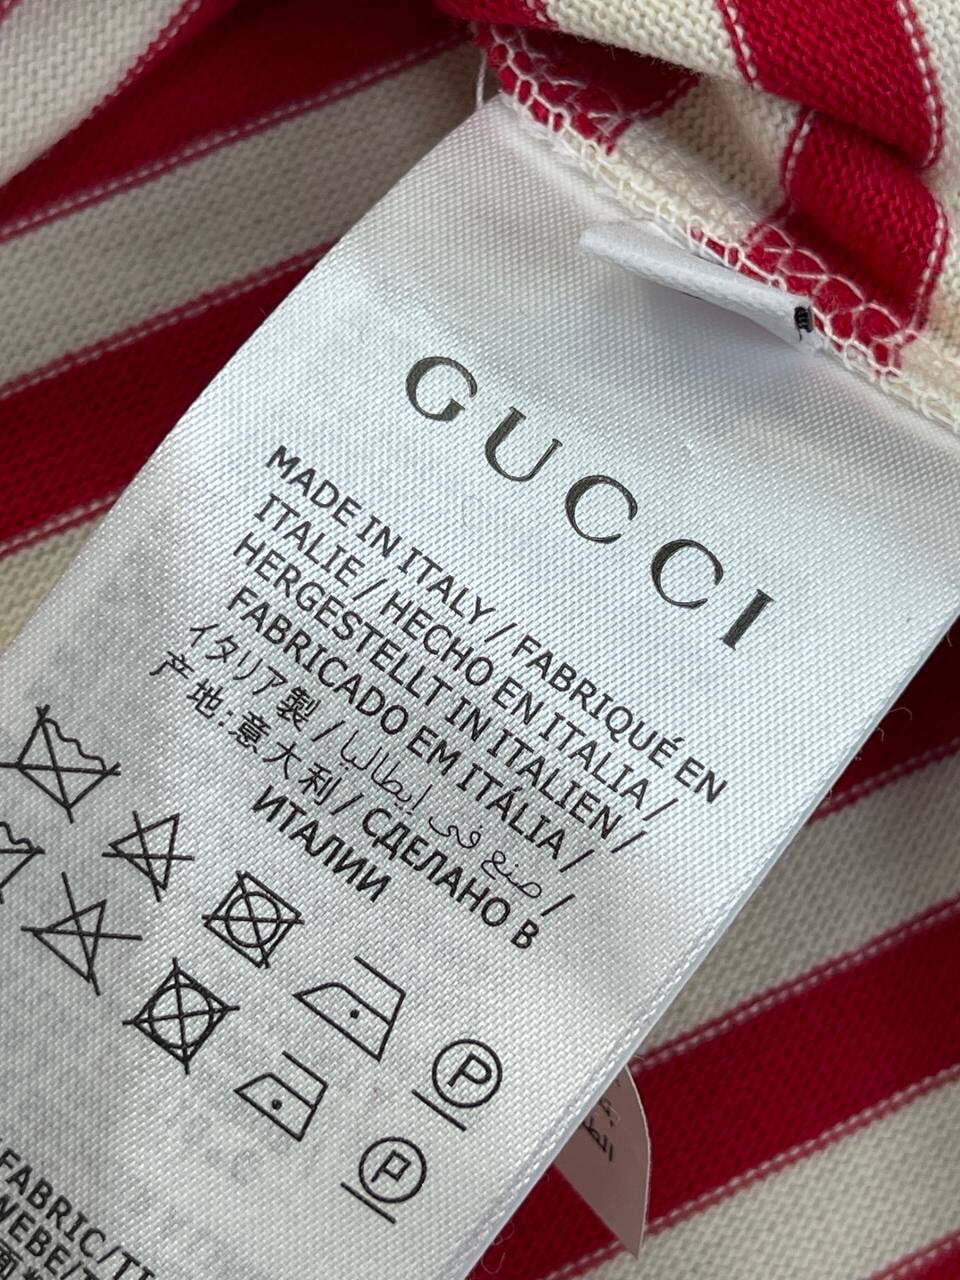 GUCCI
MADE IN ITALY / FABRIQUÉ EN
ITALIE / HECHO EN ITALIA /
HERGESTELLT IN ITALIEN /
FABRICADO EM ITÁLIA /
イタリア製 / صنع في إيطاليا /
产地:意大利 / СДЕЛАНО В
ИТАЛИИ
P
P
FABRIC/
WEBE/